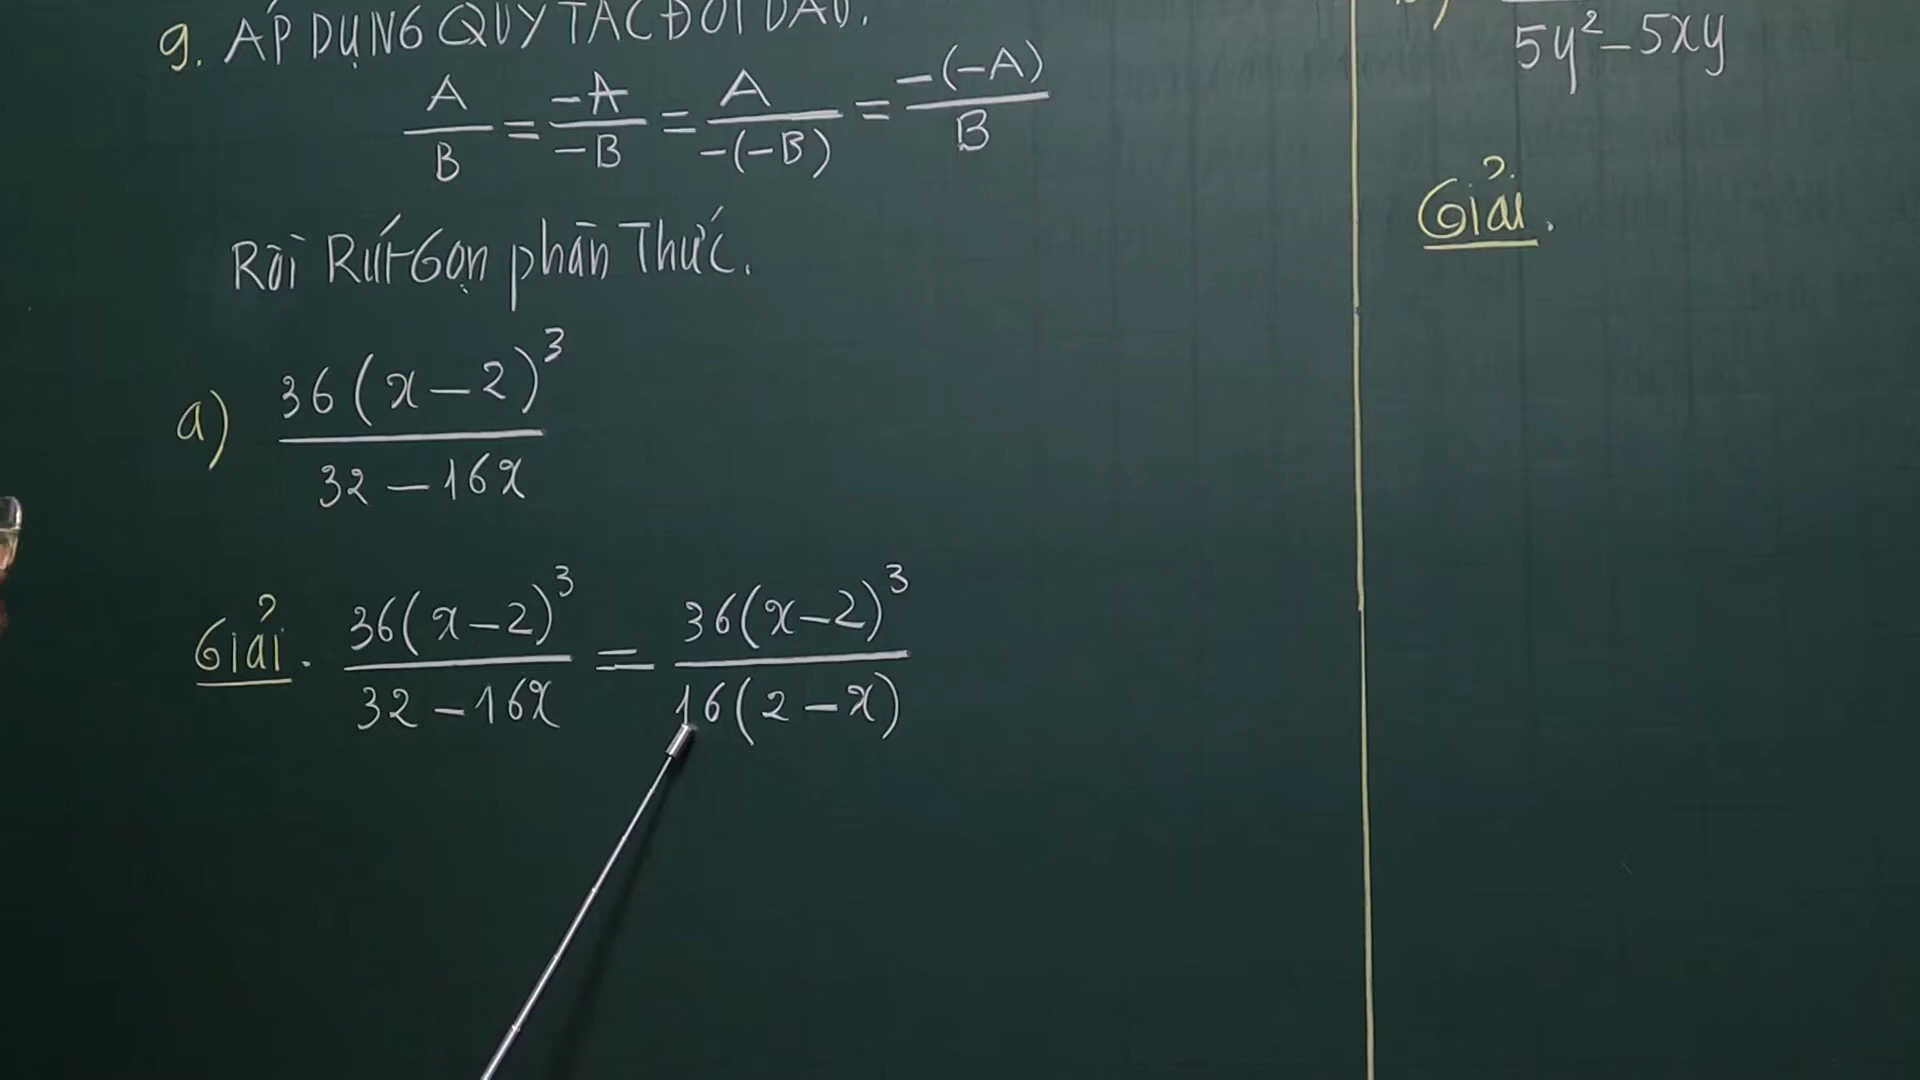 9. ÁP DỤNG QUY TẮC ĐỔI DẤU.
A/B = -A/-B = A/-(-B) = -(-A)/B
Rồi Rút Gọn phân Thức.
a) 36(x-2)³/32-16x
Giải. 36(x-2)³/32-16x = 36(x-2)³/16(2-x)
5y²-5xy
Giải.